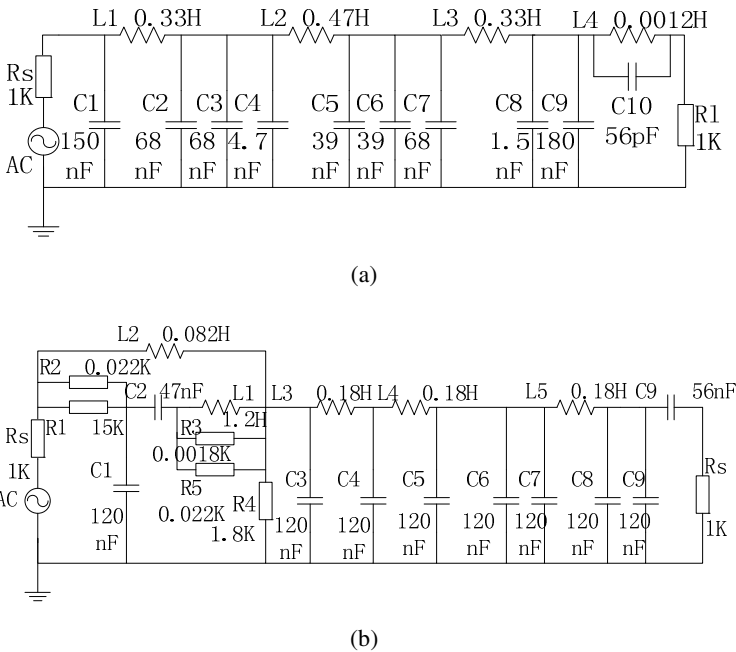 L1 0.33H L2 0.47H L3 0.33H L4 0.0012H
Rs
1K
C1 C2 C3 C4 C5 C6 C7 C8 C9 C10 Rl
150 68 68 4.7 39 39 68 1.5 180 56pF 1K
nF nF nF nF nF nF nF nF nF
AC
(a)
L2 0.082H
R2 0.022K
C2 47nF L1 L3 0.18H L4 0.18H L5 0.18H C9 56nF
R1 15K 1.2H
Rs R3
0.0018K
1K C1 R5 R4 C3 C4 C5 C6 C7 C8 C9 Rs
AC 0.022K
120 1.8K 120 120 120 120 120 120 120 1K
nF nF nF nF nF nF nF nF
(b)